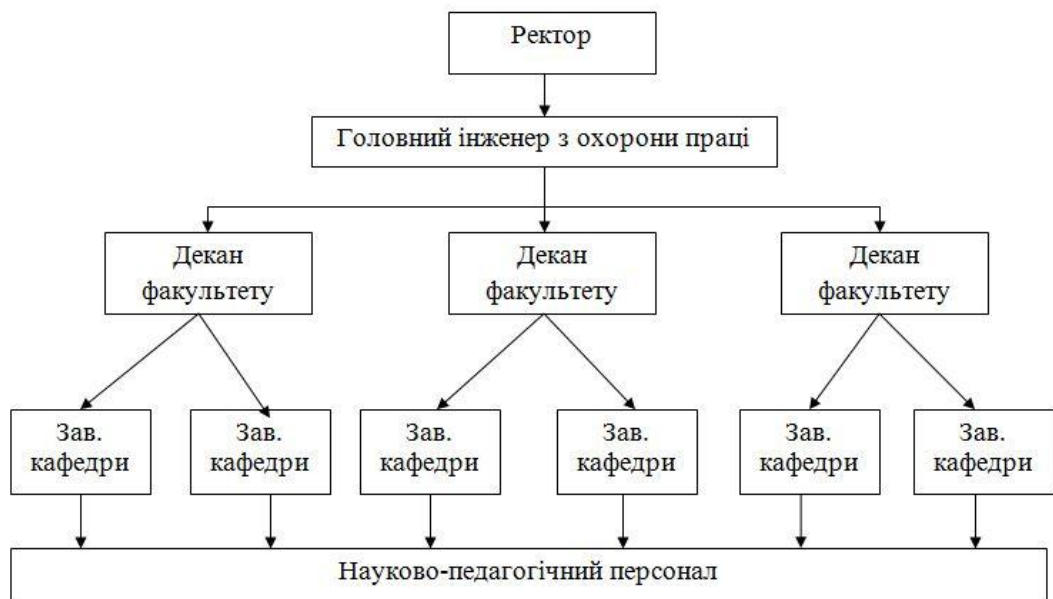 Ректор
Головний інженер з охорони праці
Декан
факультету
Декан
факультету
Декан
факультету
Зав.
кафедри
Зав.
кафедри
Зав.
кафедри
Зав.
кафедри
Зав.
кафедри
Зав.
кафедри
Науково-педагогічний персонал